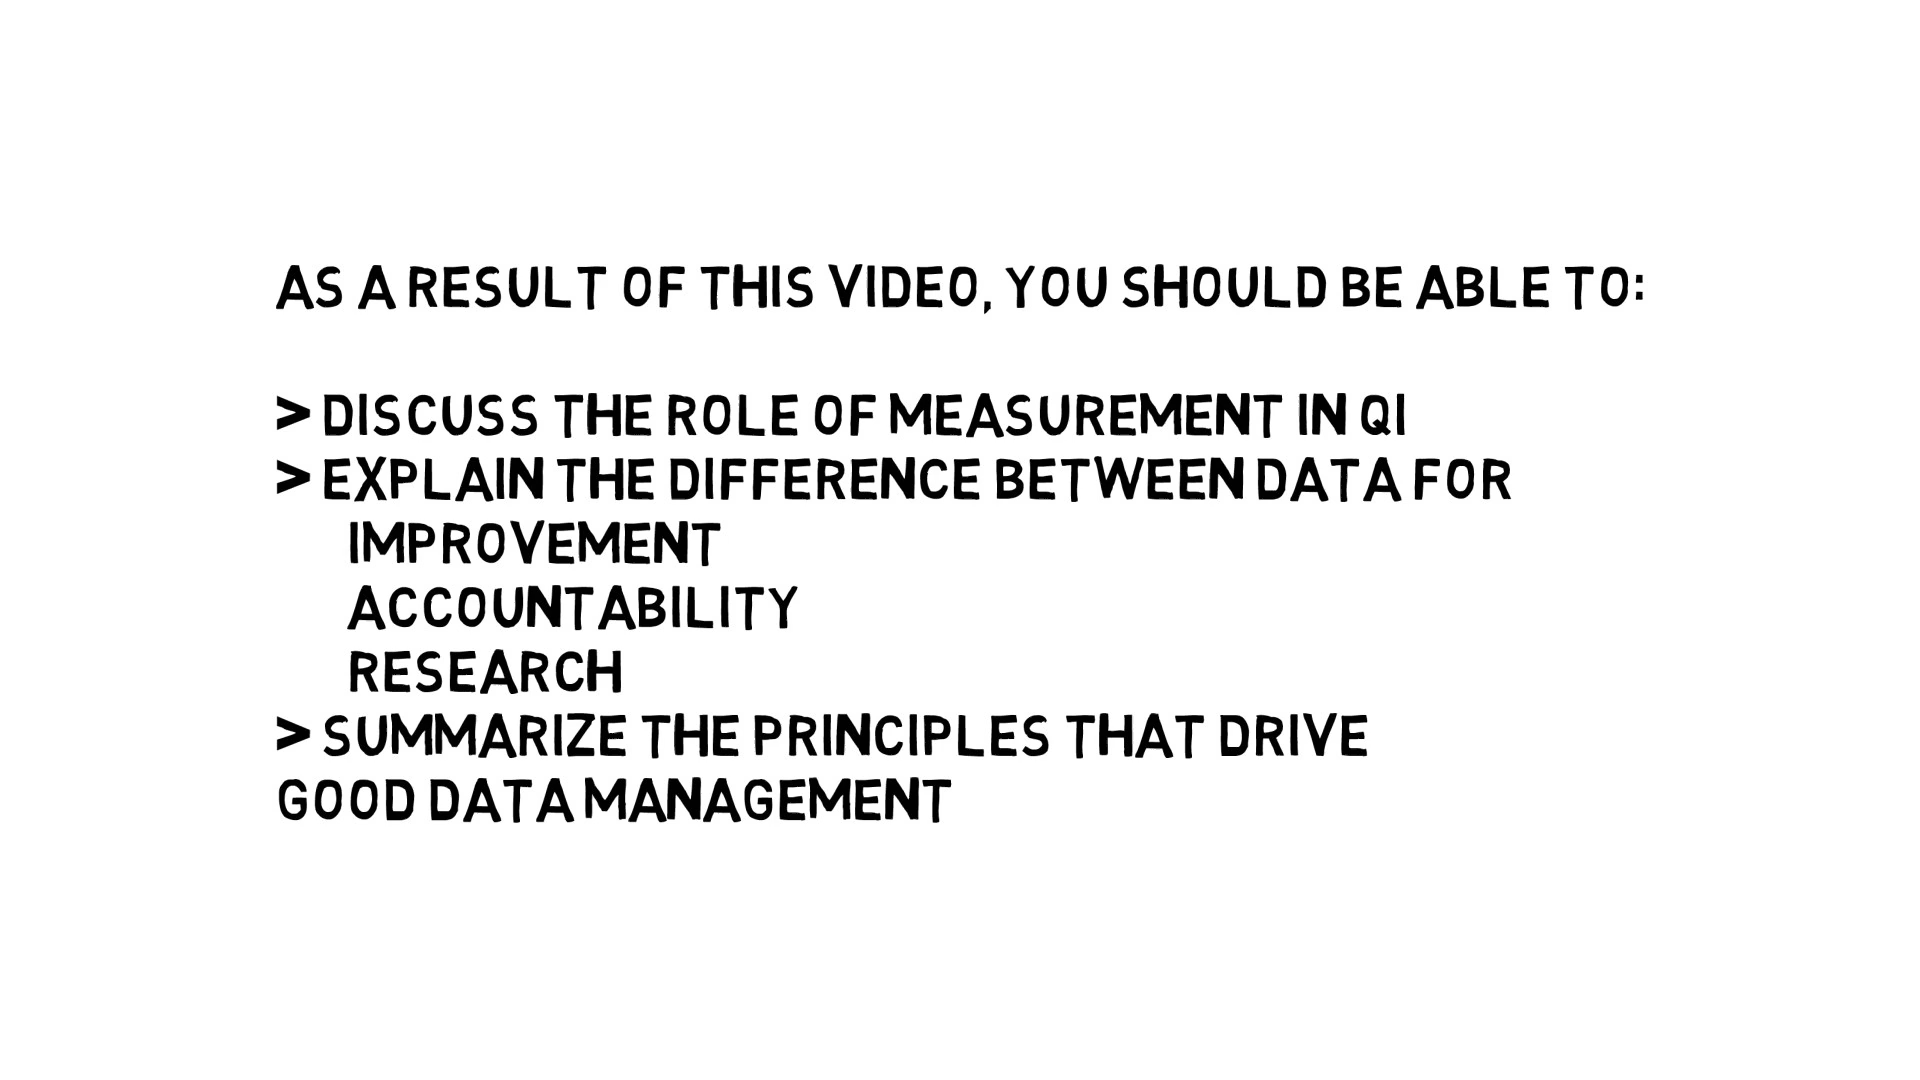 AS A RESULT OF THIS VIDEO, YOU SHOULD BE ABLE TO:
> DISCUSS THE ROLE OF MEASUREMENT IN QI
> EXPLAIN THE DIFFERENCE BETWEEN DATA FOR
IMPROVEMENT
ACCOUNTABILITY
RESEARCH
> SUMMARIZE THE PRINCIPLES THAT DRIVE
GOOD DATA MANAGEMENT